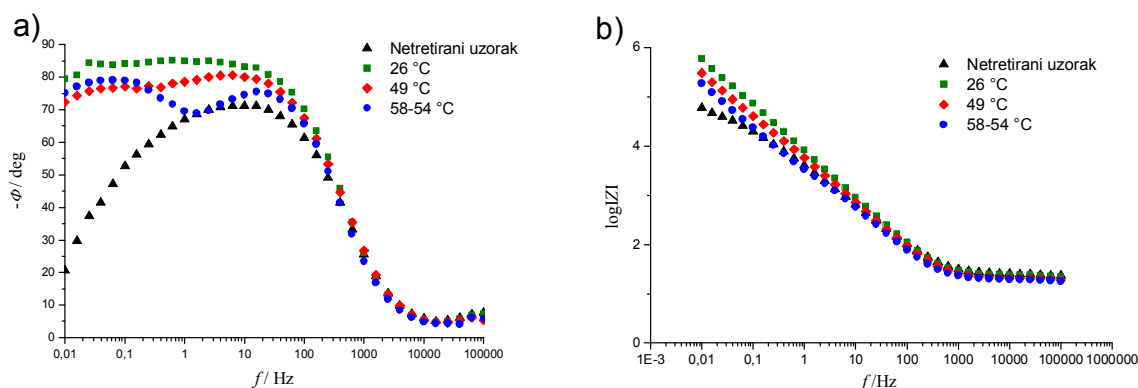 a)
-Φ / deg
90
80
70
60
50
40
30
20
10
0
0,01
0,1
1
10
100
1000
10000
100000
f / Hz
Netretirani uzorak
26 °C
49 °C
58-54 °C
b)
logIZI
6
4
2
0
1E-3
0,01
0,1
1
10
100
1000
10000
100000
1000000
f/Hz
Netretirani uzorak
26 °C
49 °C
58-54 °C